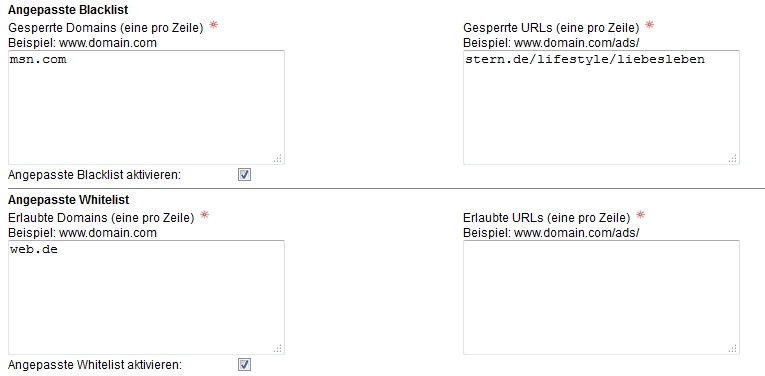 Angepasste Blacklist
Gesperrte Domains (eine pro Zeile)
Beispiel: www.domain.com
msn.com
Gesperrte URLs (eine pro Zeile)
Beispiel: www.domain.com/ads/
stern.de/lifestyle/liebesleben
Angepasste Blacklist aktivieren:
Angepasste Whitelist
Erlaubte Domains (eine pro Zeile)
Beispiel: www.domain.com
web.de
Erlaubte URLs (eine pro Zeile)
Beispiel: www.domain.com/ads/
Angepasste Whitelist aktivieren: